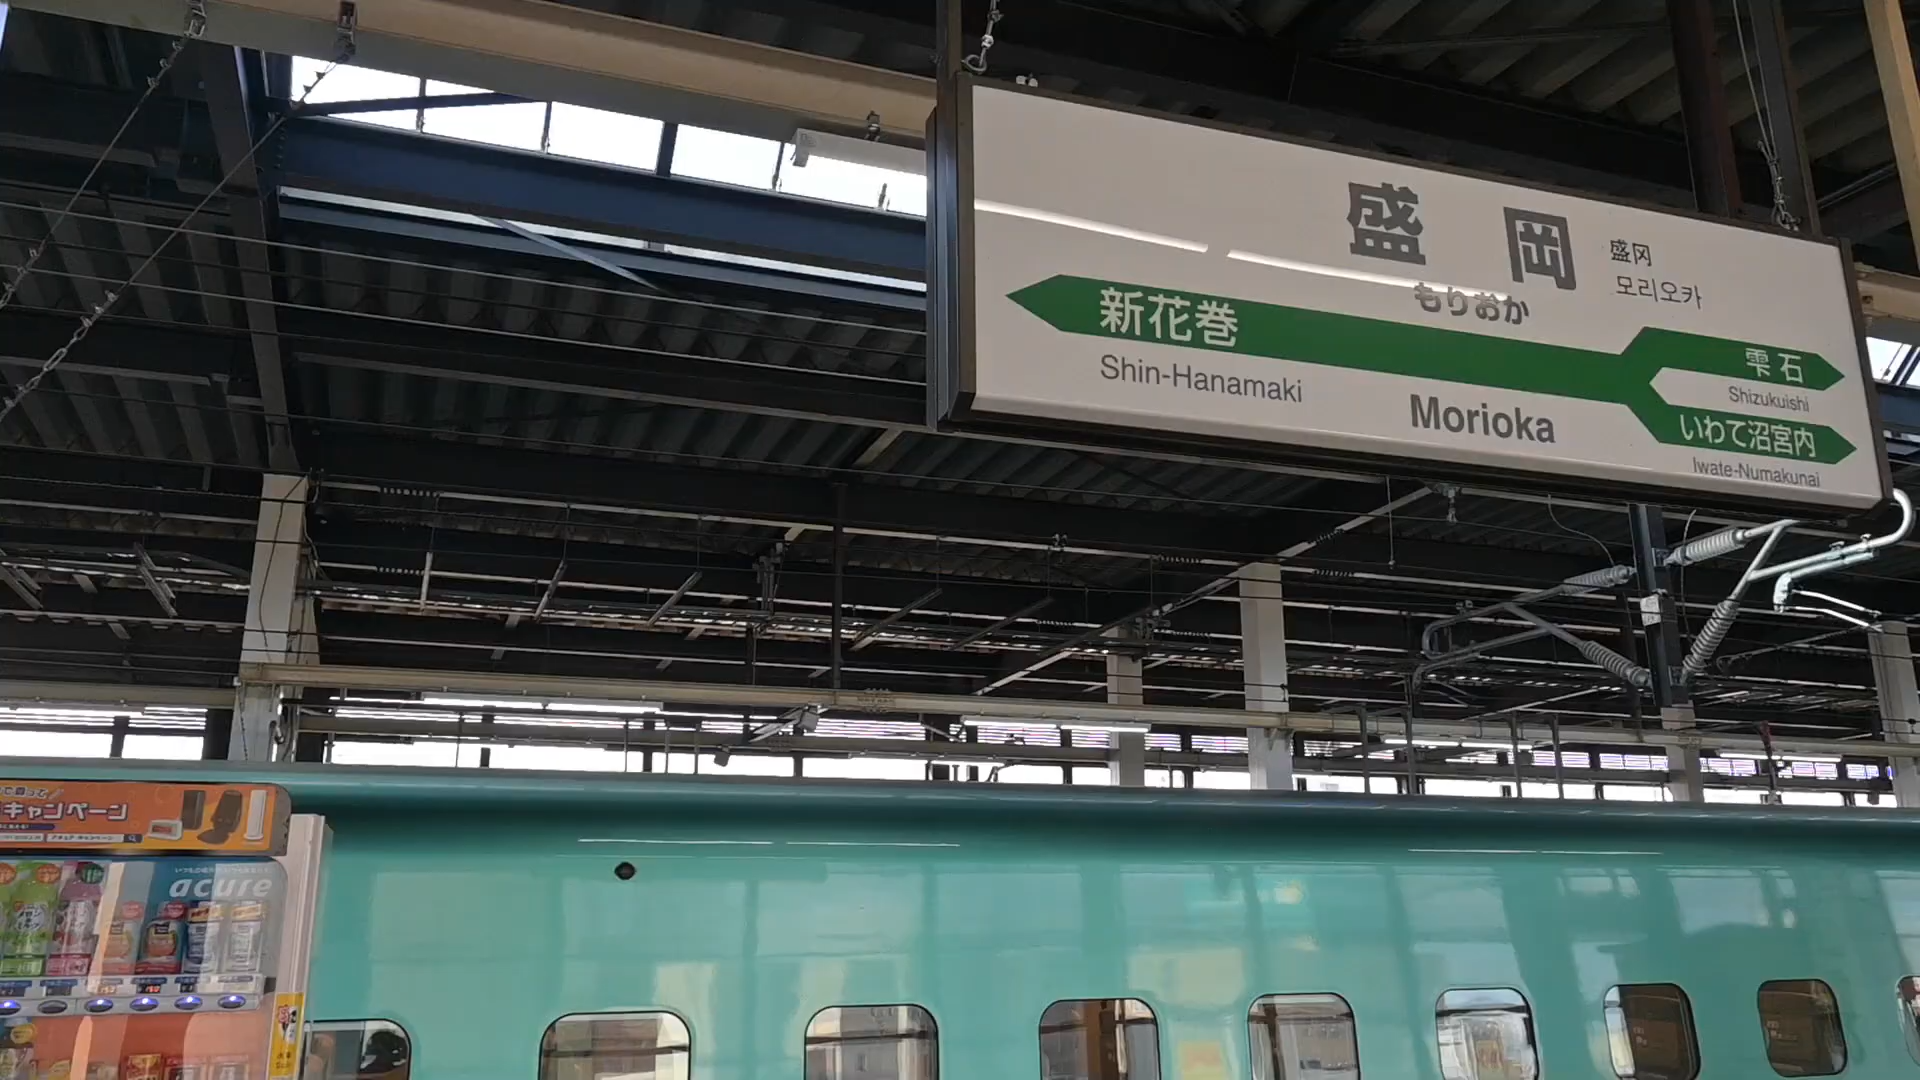 盛岡
盛冈
모리오카
もりおか
新花巻
Shin-Hanamaki
Morioka
雫石
Shizukuishi
いわて沼宮内
Iwate-Numakunai
キャンペーン
acure